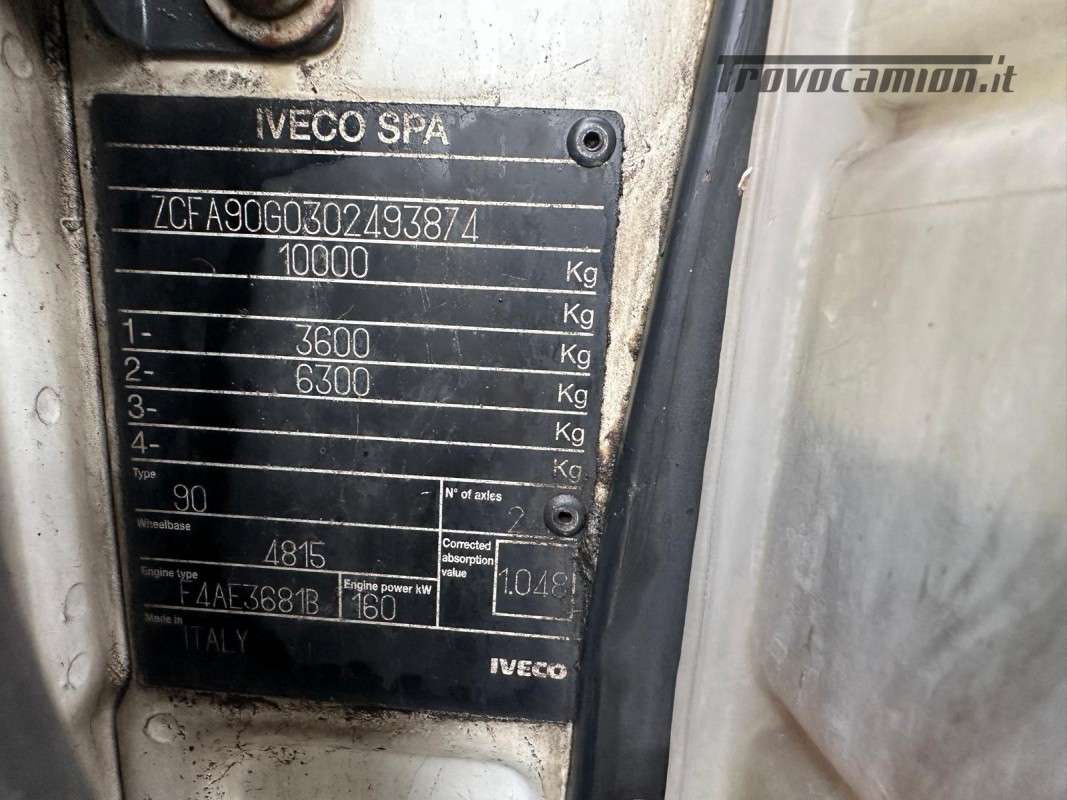 Trovocamion.it
IVECO SPA
ZCFA90G0302493874
10000 Kg
Kg
1- 3600 Kg
2- 6300 Kg
3- Kg
4- Kg
Type
90
N° of axles
2
Wheelbase
4815
Corrected
absorption
value
1.048
Engine type
F4AE3681B
Engine power kW
160
Made in
ITALY
IVECO